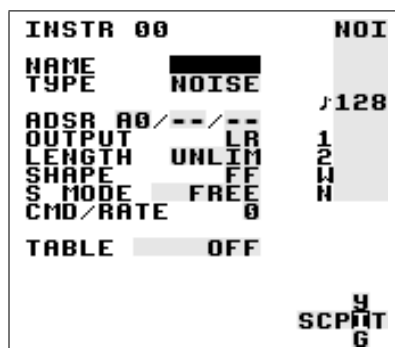 INSTR 00 NOI
NAME
TYPE NOISE
♪128
ADSR A0/--/--
OUTPUT LR 1
LENGTH UNLIM 2
SHAPE FF W
S MODE FREE N
CMD/RATE 0
TABLE OFF
Y
SCPIT
G